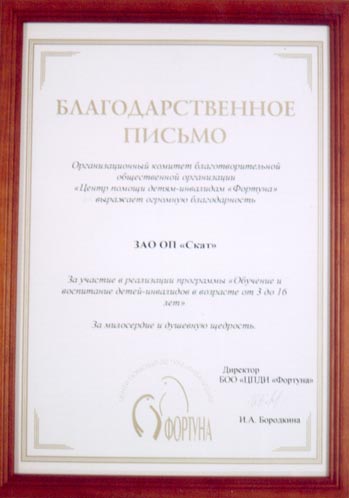 БЛАГОДАРСТВЕННОЕ
ПИСЬМО
Организационный комитет благотворительной
общественной организации
«Центр помощи детям-инвалидам «Фортуна»
выражает огромную благодарность
ЗАО ОП «Скат»
За участие в реализации программы «Обучение и
воспитание детей-инвалидов в возрасте от 3 до 16
лет»
За милосердие и душевную щедрость.
Директор
БОО «ЦПДИ «Фортуна»
И.А. Бородкина
ФОРТУНА